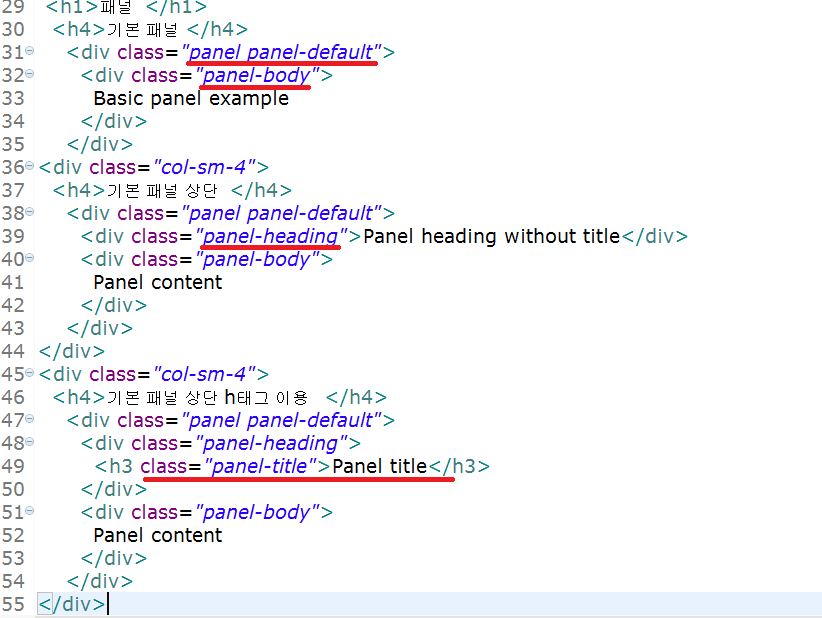 29 <h1>패널 </h1>
30 <h4>기본 패널 </h4>
31 <div class="panel panel-default">
32 <div class="panel-body">
33 Basic panel example
34 </div>
35 </div>
36 <div class="col-sm-4">
37 <h4>기본 패널 상단 </h4>
38 <div class="panel panel-default">
39 <div class="panel-heading">Panel heading without title</div>
40 <div class="panel-body">
41 Panel content
42 </div>
43 </div>
44 </div>
45 <div class="col-sm-4">
46 <h4>기본 패널 상단 h태그 이용 </h4>
47 <div class="panel panel-default">
48 <div class="panel-heading">
49 <h3 class="panel-title">Panel title</h3>
50 </div>
51 <div class="panel-body">
52 Panel content
53 </div>
54 </div>
55 </div>